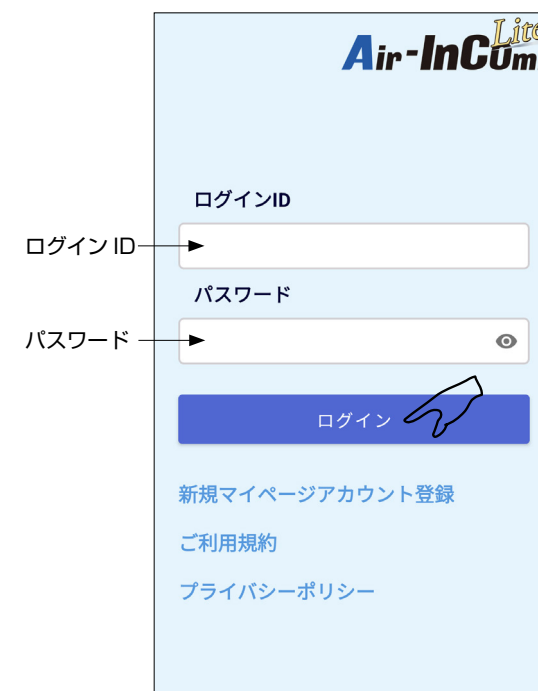 Lite
Air-InCom
ログインID
ログイン ID
パスワード
パスワード
ログイン
新規マイページアカウント登録
ご利用規約
プライバシーポリシー